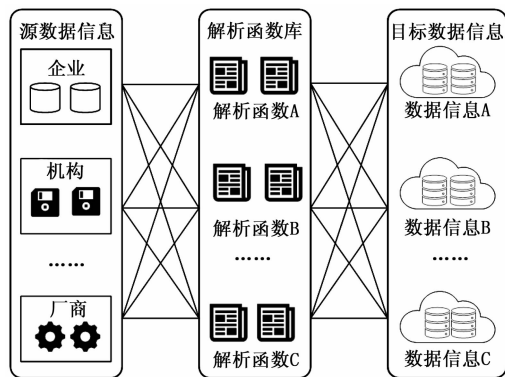 源数据信息
企业
机构
……
厂商
解析函数库
解析函数A
解析函数B
……
解析函数C
目标数据信息
数据信息A
数据信息B
……
数据信息C